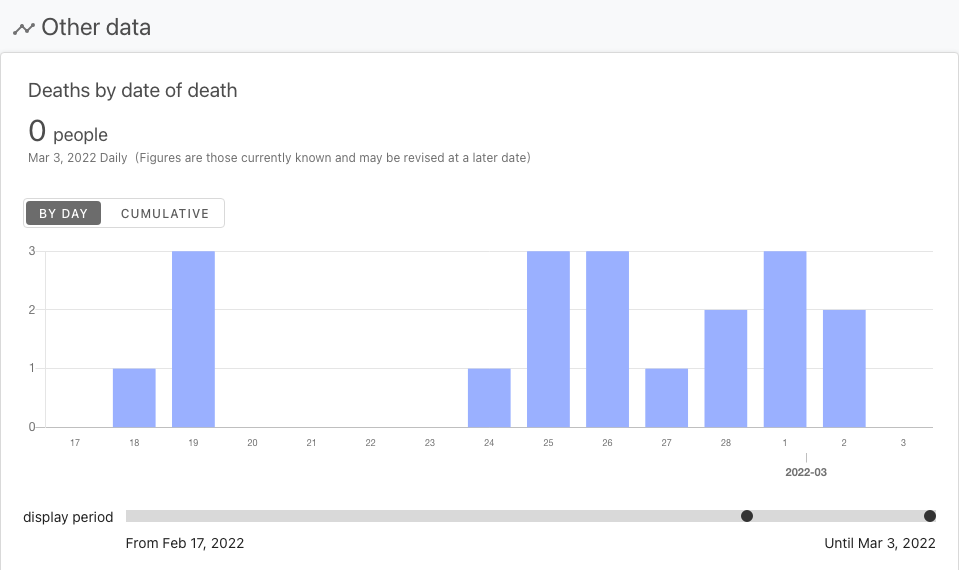 Other data
Deaths by date of death
0 people
Mar 3, 2022 Daily (Figures are those currently known and may be revised at a later date)
BY DAY CUMULATIVE
3
2
1
0
17 18 19 20 21 22 23 24 25 26 27 28 1 2 3
2022-03
display period
From Feb 17, 2022 Until Mar 3, 2022